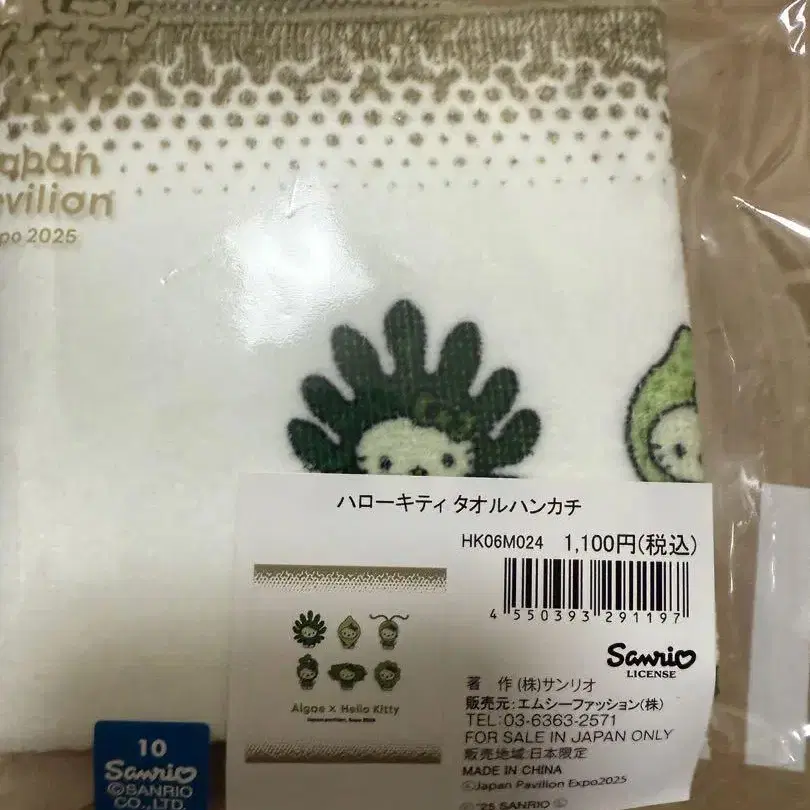 apan
evilion
po 2025
ハローキティ タオルハンカチ
HK06M024 1,100円(税込)
4 550393 291197
Sanrio
LICENSE
Algae × Hello Kitty
Japan Pavilion, Expo 2025
著 作 (株)サンリオ
販売元:エムシーファッション(株)
TEL:03-6363-2571
FOR SALE IN JAPAN ONLY
販売地域:日本限定
MADE IN CHINA
©Japan Pavilion Expo2025
© '25 SANRIO
10
Sanrio
©SANRIO
CO., LTD.